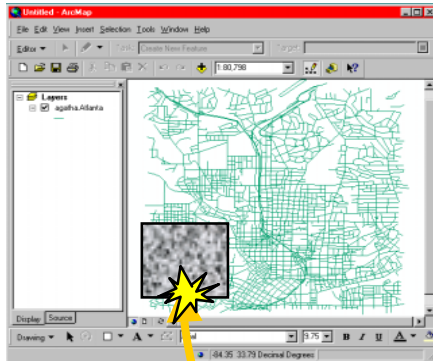 Untitled - ArcMap
File Edit View Insert Selection Tools Window Help
Editor Task: Create New Feature Target:
1:80,798
Layers
agatha.Atlanta
Display Source
Drawing A 9.75 B I U A
-84.35 33.79 Decimal Degrees